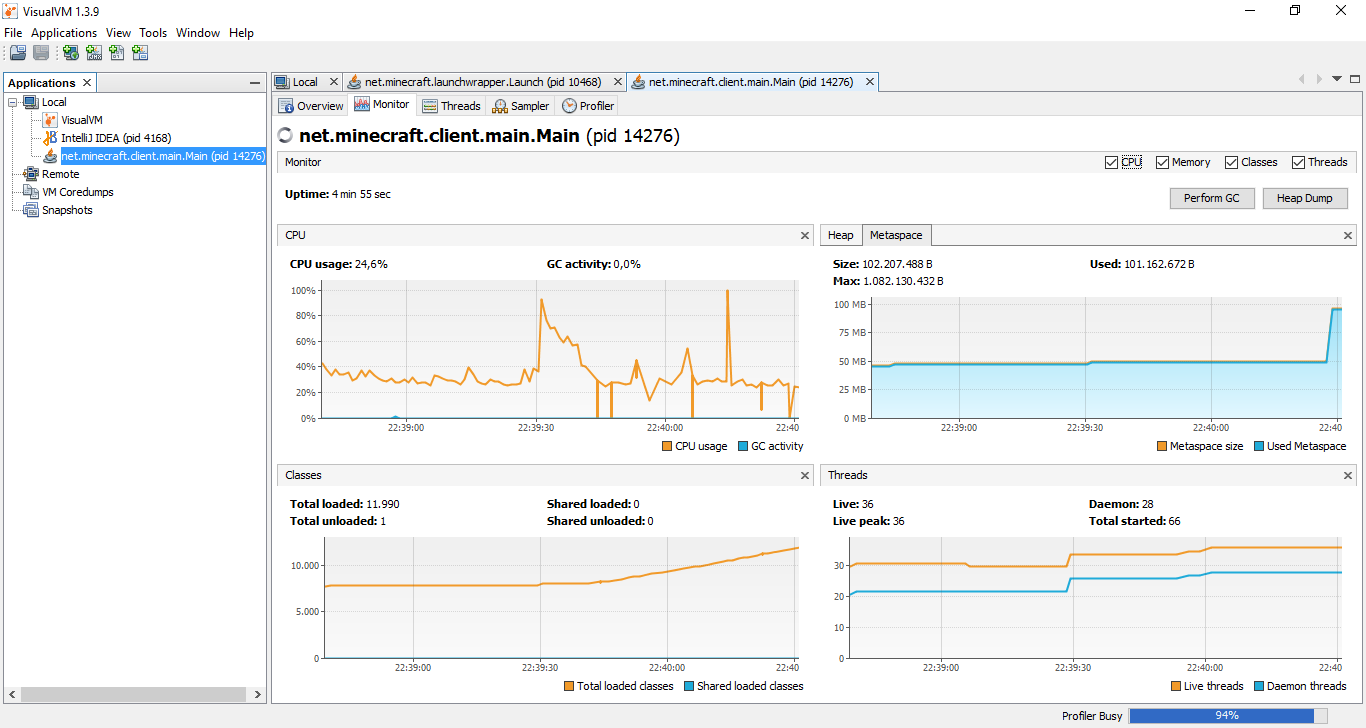 VisualVM 1.3.9
File Applications View Tools Window Help
Applications
Local
VisualVM
IntelliJ IDEA (pid 4168)
net.minecraft.client.main.Main (pid 14276)
Remote
VM Coredumps
Snapshots
Local net.minecraft.launchwrapper.Launch (pid 10468) net.minecraft.client.main.Main (pid 14276)
Overview Monitor Threads Sampler Profiler
net.minecraft.client.main.Main (pid 14276)
Monitor CPU Memory Classes Threads
Uptime: 4 min 55 sec Perform GC Heap Dump
CPU
CPU usage: 24,6% GC activity: 0,0%
100%
80%
60%
40%
20%
0%
22:39:00 22:39:30 22:40:00 22:40
CPU usage GC activity
Heap Metaspace
Size: 102.207.488 B Used: 101.162.672 B
Max: 1.082.130.432 B
100 MB
75 MB
50 MB
25 MB
0 MB
22:39:00 22:39:30 22:40:00 22:40
Metaspace size Used Metaspace
Classes
Total loaded: 11.990 Shared loaded: 0
Total unloaded: 1 Shared unloaded: 0
10.000
5.000
0
22:39:00 22:39:30 22:40:00 22:40
Total loaded classes Shared loaded classes
Threads
Live: 36 Daemon: 28
Live peak: 36 Total started: 66
30
20
10
0
22:39:00 22:39:30 22:40:00 22:40
Live threads Daemon threads
Profiler Busy 94%